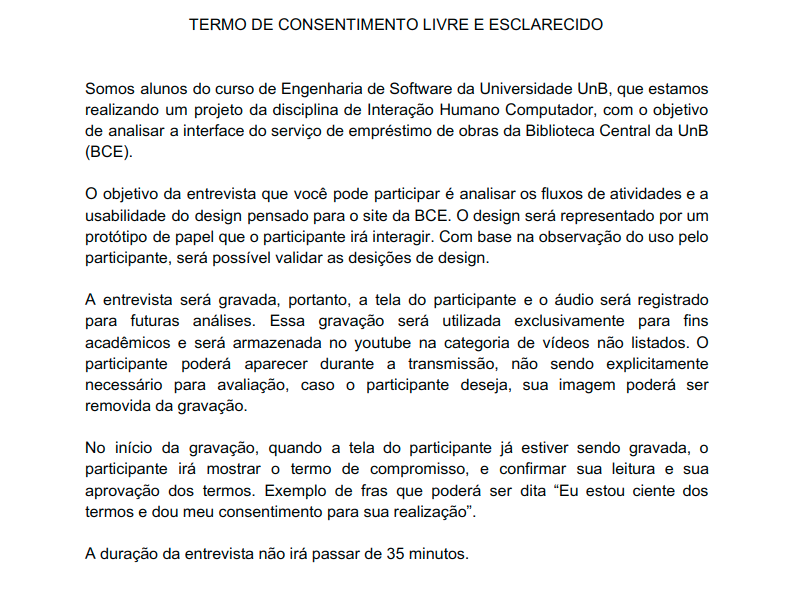 TERMO DE CONSENTIMENTO LIVRE E ESCLARECIDO
Somos alunos do curso de Engenharia de Software da Universidade UnB, que estamos
realizando um projeto da disciplina de Interação Humano Computador, com o objetivo
de analisar a interface do serviço de empréstimo de obras da Biblioteca Central da UnB
(BCE).
O objetivo da entrevista que você pode participar é analisar os fluxos de atividades e a
usabilidade do design pensado para o site da BCE. O design será representado por um
protótipo de papel que o participante irá interagir. Com base na observação do uso pelo
participante, será possível validar as desições de design.
A entrevista será gravada, portanto, a tela do participante e o áudio será registrado
para futuras análises. Essa gravação será utilizada exclusivamente para fins
acadêmicos e será armazenada no youtube na categoria de vídeos não listados. O
participante poderá aparecer durante a transmissão, não sendo explicitamente
necessário para avaliação, caso o participante deseja, sua imagem poderá ser
removida da gravação.
No início da gravação, quando a tela do participante já estiver sendo gravada, o
participante irá mostrar o termo de compromisso, e confirmar sua leitura e sua
aprovação dos termos. Exemplo de fras que poderá ser dita “Eu estou ciente dos
termos e dou meu consentimento para sua realização”.
A duração da entrevista não irá passar de 35 minutos.